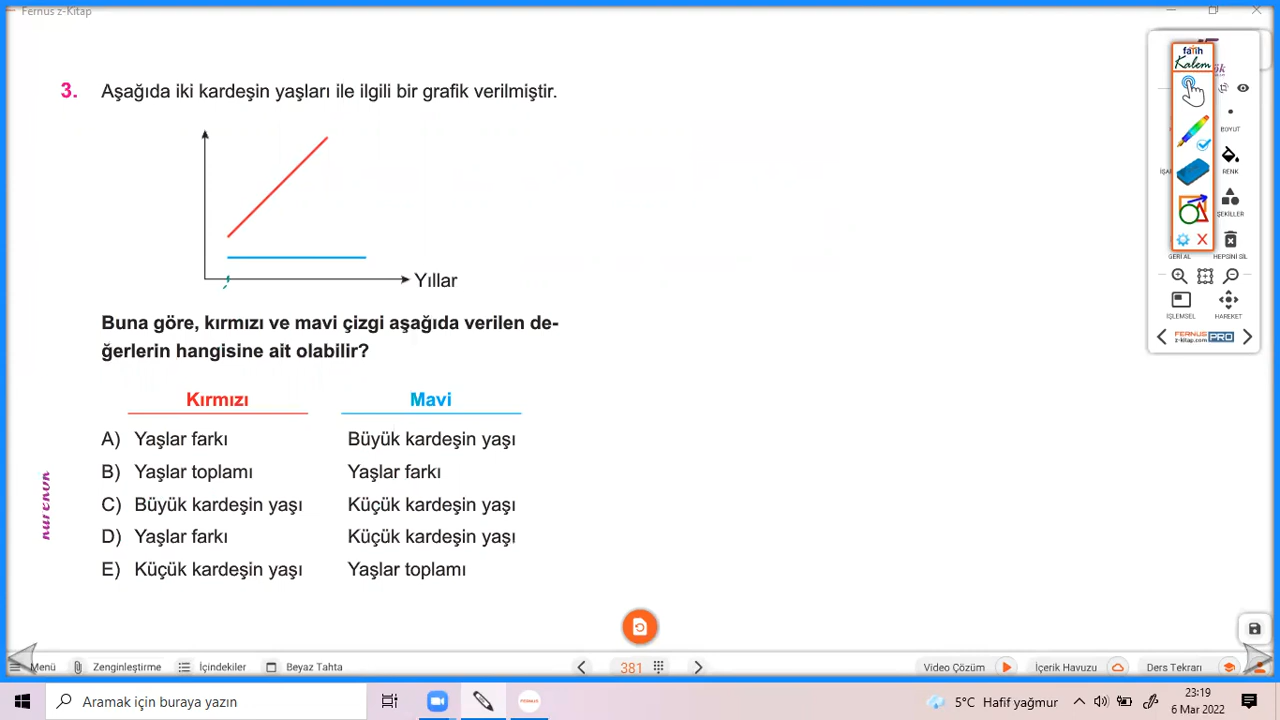 Fernus z-Kitap
3. Aşağıda iki kardeşin yaşları ile ilgili bir grafik verilmiştir.
Yıllar
Buna göre, kırmızı ve mavi çizgi aşağıda verilen de-
ğerlerin hangisine ait olabilir?
Kırmızı Mavi
A) Yaşlar farkı Büyük kardeşin yaşı
B) Yaşlar toplamı Yaşlar farkı
C) Büyük kardeşin yaşı Küçük kardeşin yaşı
D) Yaşlar farkı Küçük kardeşin yaşı
E) Küçük kardeşin yaşı Yaşlar toplamı
fatih
Kalem
BOYUT
RENK
ŞEKİLLER
GERİ AL HEPSİNİ SİL
İŞLEMSEL HAREKET
FERNUS
z-kitap.com PRO
Menü Zenginleştirme İçindekiler Beyaz Tahta 381 Video Çözüm İçerik Havuzu Ders Tekrarı
Aramak için buraya yazın FERNUS 5°C Hafif yağmur 23:19
6 Mar 2022